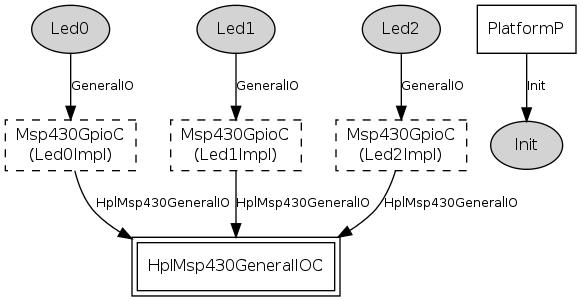 Led0
Led1
Led2
PlatformP
GeneralIO
GeneralIO
GeneralIO
Init
Msp430GpioC
(Led0Impl)
Msp430GpioC
(Led1Impl)
Msp430GpioC
(Led2Impl)
Init
HplMsp430GeneralIO
HplMsp430GeneralIO
HplMsp430GeneralIO
HplMsp430GeneralIOC